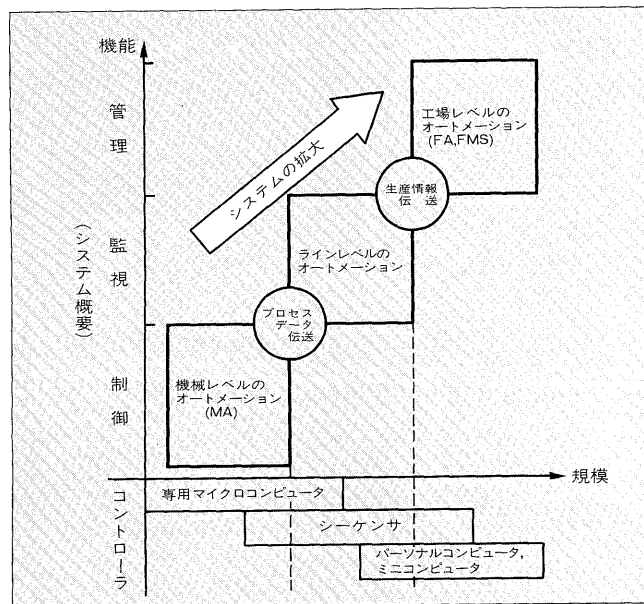 機能
管理
工場レベルの
オートメーション
(FA,FMS)
システムの拡大
生産情報
伝送
監視
(システム概要)
ラインレベルの
オートメーション
プロセス
データ
伝送
制御
機械レベルの
オートメーション
(MA)
規模
コントローラ
専用マイクロコンピュータ
シーケンサ
パーソナルコンピュータ,
ミニコンピュータ